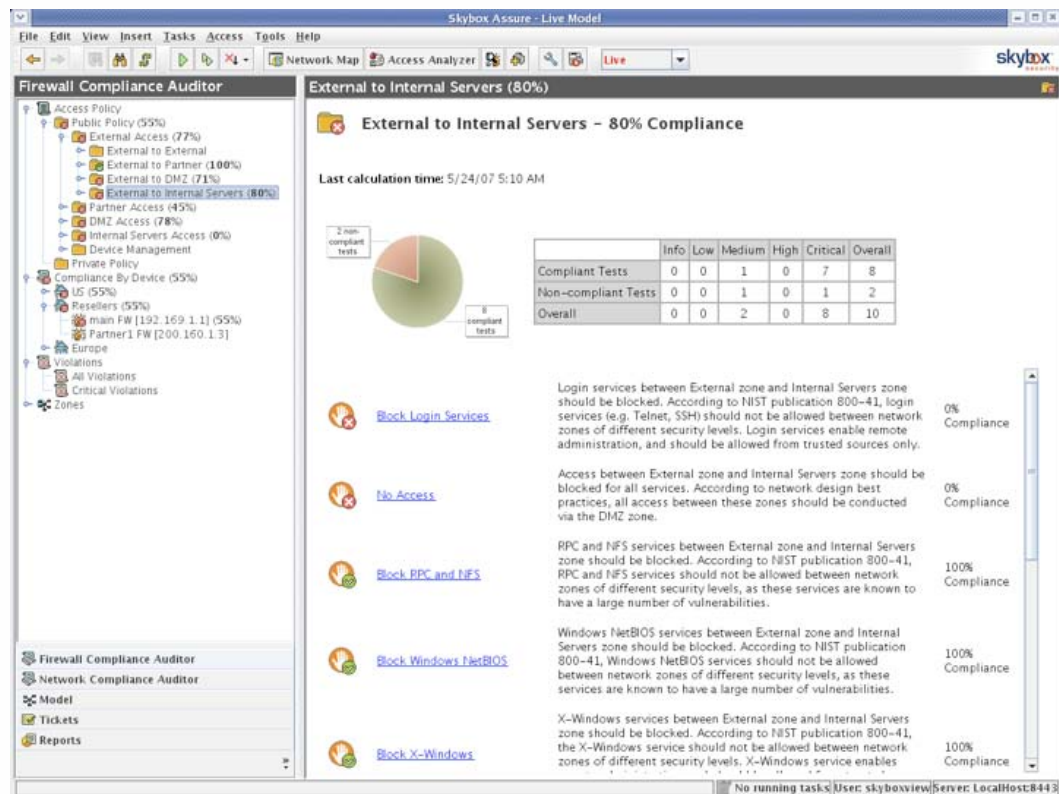 Skybox Assure - Live Model
File Edit View Insert Tasks Access Tools Help
Network Map Access Analyzer Live
skybox security
Firewall Compliance Auditor
Access Policy
Public Policy (55%)
External Access (77%)
External to External
External to Partner (100%)
External to DMZ (71%)
External to Internal Servers (80%)
Partner Access (45%)
DMZ Access (78%)
Internal Servers Access (0%)
Device Management
Private Policy
Compliance By Device (55%)
US (55%)
Resellers (55%)
main FW [192.169.1.1] (55%)
Partner1 FW [200.160.1.3]
Europe
Violations
All Violations
Critical Violations
Zones
Firewall Compliance Auditor
Network Compliance Auditor
Model
Tickets
Reports
External to Internal Servers (80%)
External to Internal Servers - 80% Compliance
Last calculation time: 5/24/07 5:10 AM
2 non-
compliant
tests
8
compliant
tests
Info Low Medium High Critical Overall
Compliant Tests 0 0 1 0 7 8
Non-compliant Tests 0 0 1 0 1 2
Overall 0 0 2 0 8 10
Block Login Services
Login services between External zone and Internal Servers zone
should be blocked. According to NIST publication 800-41, login
services (e.g. Telnet, SSH) should not be allowed between network
zones of different security levels. Login services enable remote
administration, and should be allowed from trusted sources only.
0%
Compliance
No Access
Access between External zone and Internal Servers zone should be
blocked for all services. According to network design best
practices, all access between these zones should be conducted
via the DMZ zone.
0%
Compliance
Block RPC and NFS
RPC and NFS services between External zone and Internal Servers
zone should be blocked. According to NIST publication 800-41,
RPC and NFS services should not be allowed between network
zones of different security levels, as these services are known to
have a large number of vulnerabilities.
100%
Compliance
Block Windows NetBIOS
Windows NetBIOS services between External zone and Internal
Servers zone should be blocked. According to NIST publication
800-41, Windows NetBIOS services should not be allowed
between network zones of different security levels, as these
services are known to have a large number of vulnerabilities.
100%
Compliance
Block X-Windows
X-Windows services between External zone and Internal Servers
zone should be blocked. According to NIST publication 800-41,
the X-Windows service should not be allowed between network
zones of different security levels. X-Windows service enables
100%
Compliance
No running tasks User: skyboxview Server: LocalHost:8443